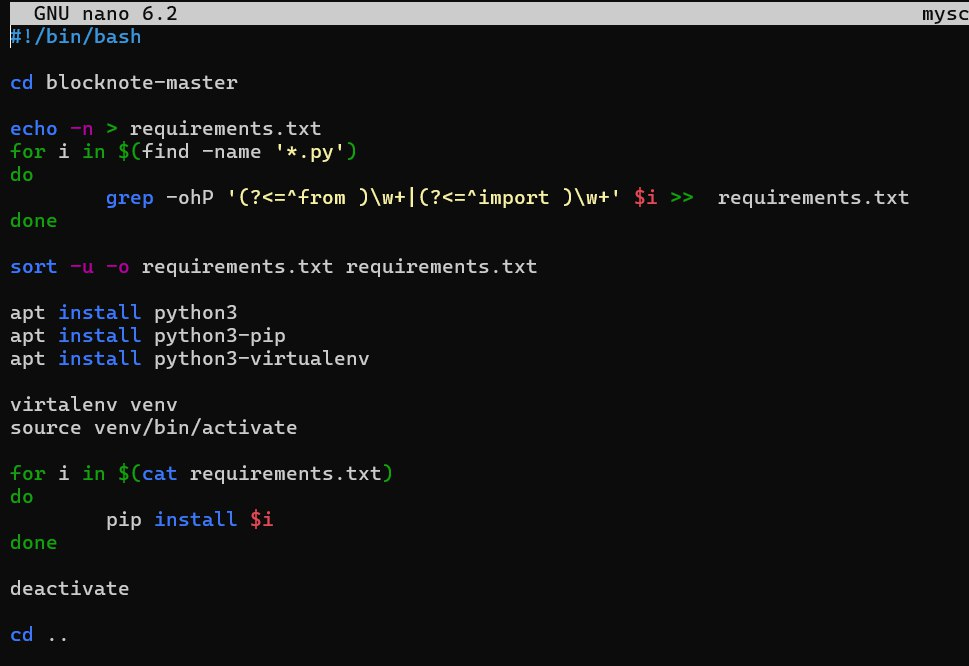 GNU nano 6.2 mysc
#!/bin/bash
cd blocknote-master
echo -n > requirements.txt
for i in $(find -name '*.py')
do
grep -ohP '(?<=^from )\w+|(?<=^import )\w+' $i >>  requirements.txt
done
sort -u -o requirements.txt requirements.txt
apt install python3
apt install python3-pip
apt install python3-virtualenv
virtalenv venv
source venv/bin/activate
for i in $(cat requirements.txt)
do
pip install $i
done
deactivate
cd ..